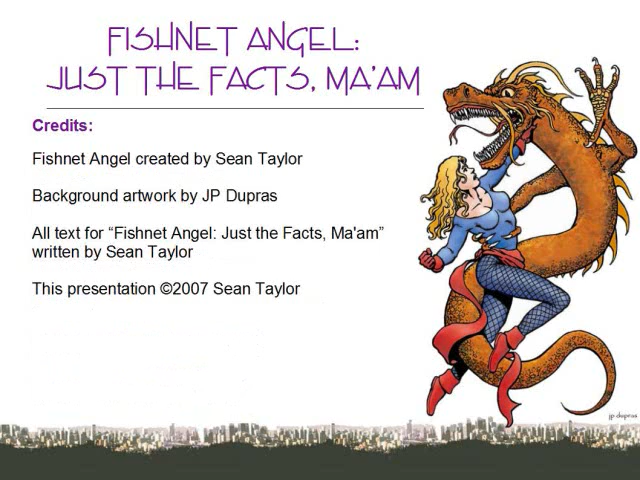 FISHNET ANGEL:
JUST THE FACTS, MA'AM
Credits:
Fishnet Angel created by Sean Taylor
Background artwork by JP Dupras
All text for “Fishnet Angel: Just the Facts, Ma'am”
written by Sean Taylor
This presentation ©2007 Sean Taylor
jp dupras